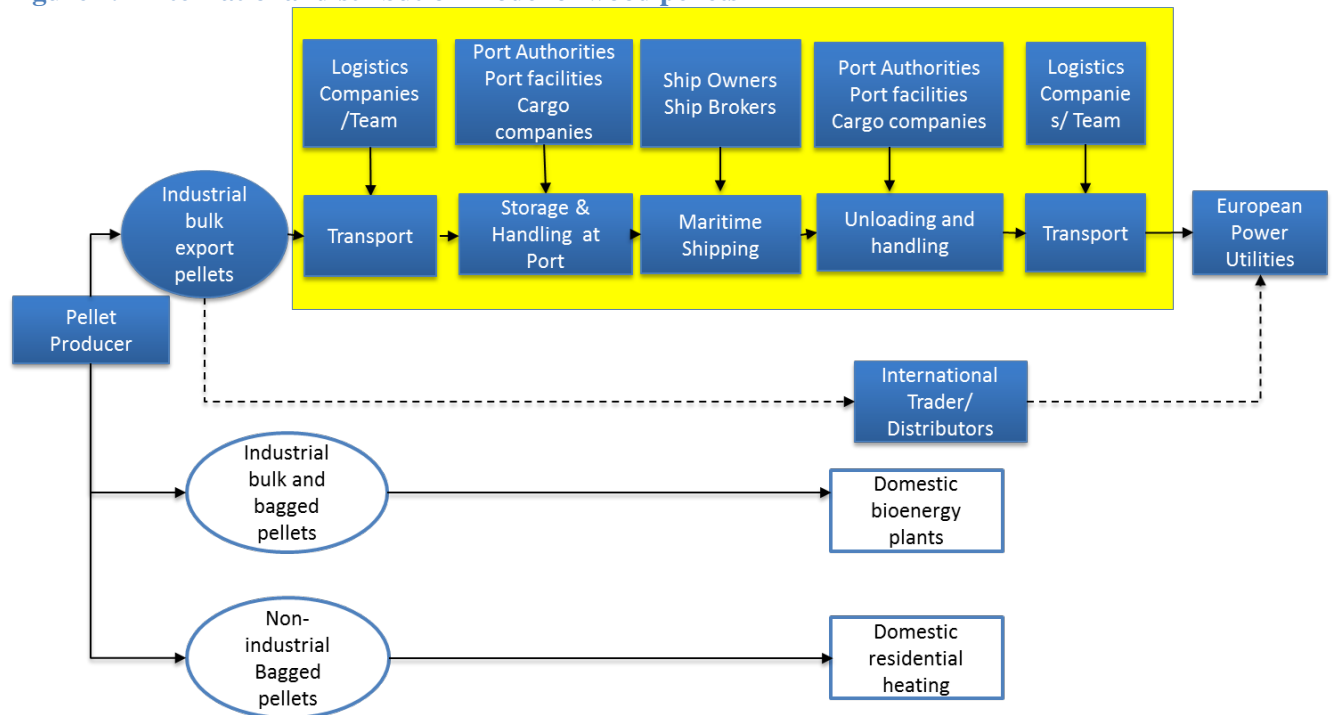 Logistics
Companies
/Team
Port Authorities
Port facilities
Cargo
companies
Ship Owners
Ship Brokers
Port Authorities
Port facilities
Cargo companies
Logistics
Companie
s/ Team
Industrial
bulk
export
pellets
Transport
Storage &
Handling at
Port
Maritime
Shipping
Unloading and
handling
Transport
European
Power
Utilities
Pellet
Producer
International
Trader/
Distributors
Industrial
bulk and
bagged
pellets
Domestic
bioenergy
plants
Non-
industrial
Bagged
pellets
Domestic
residential
heating